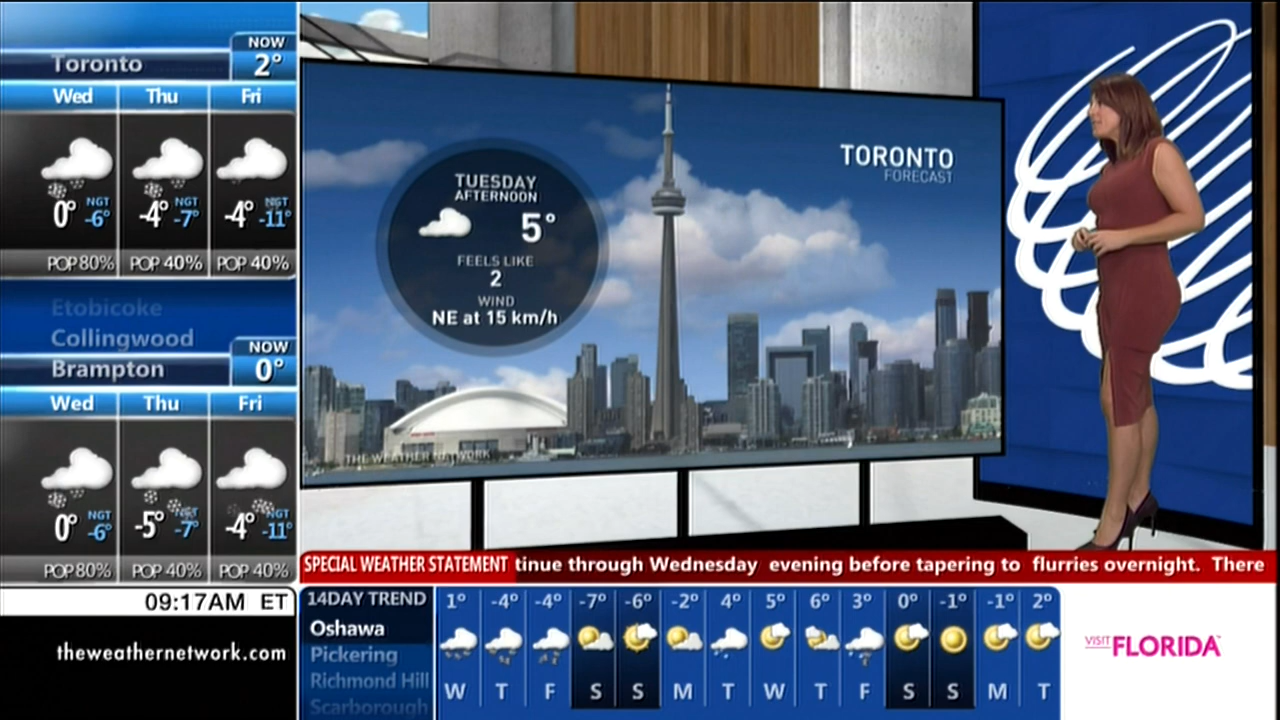 Toronto
NOW
2°
Wed Thu Fri
0° NGT -6° -4° NGT -7° -4° NGT -11°
POP 80% POP 40% POP 40%
Etobicoke
Collingwood
Brampton
NOW
0°
Wed Thu Fri
0° NGT -6° -5° NGT -7° -4° NGT -11°
POP 80% POP 40% POP 40%
09:17AM ET
theweathernetwork.com
TUESDAY
AFTERNOON
5°
FEELS LIKE
2
WIND
NE at 15 km/h
TORONTO
FORECAST
THE WEATHER NETWORK
SPECIAL WEATHER STATEMENT tinue through Wednesday evening before tapering to flurries overnight. There
14DAY TREND
Oshawa
Pickering
Richmond Hill
Scarborough
1° -4° -4° -7° -6° -2° 4° 5° 6° 3° 0° -1° -1° 2°
W T F S S M T W T F S S M T
VISIT FLORIDA